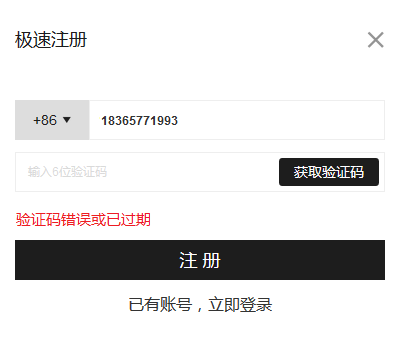 极速注册
+86
18365771993
输入6位验证码
获取验证码
验证码错误或已过期
注 册
已有账号，立即登录